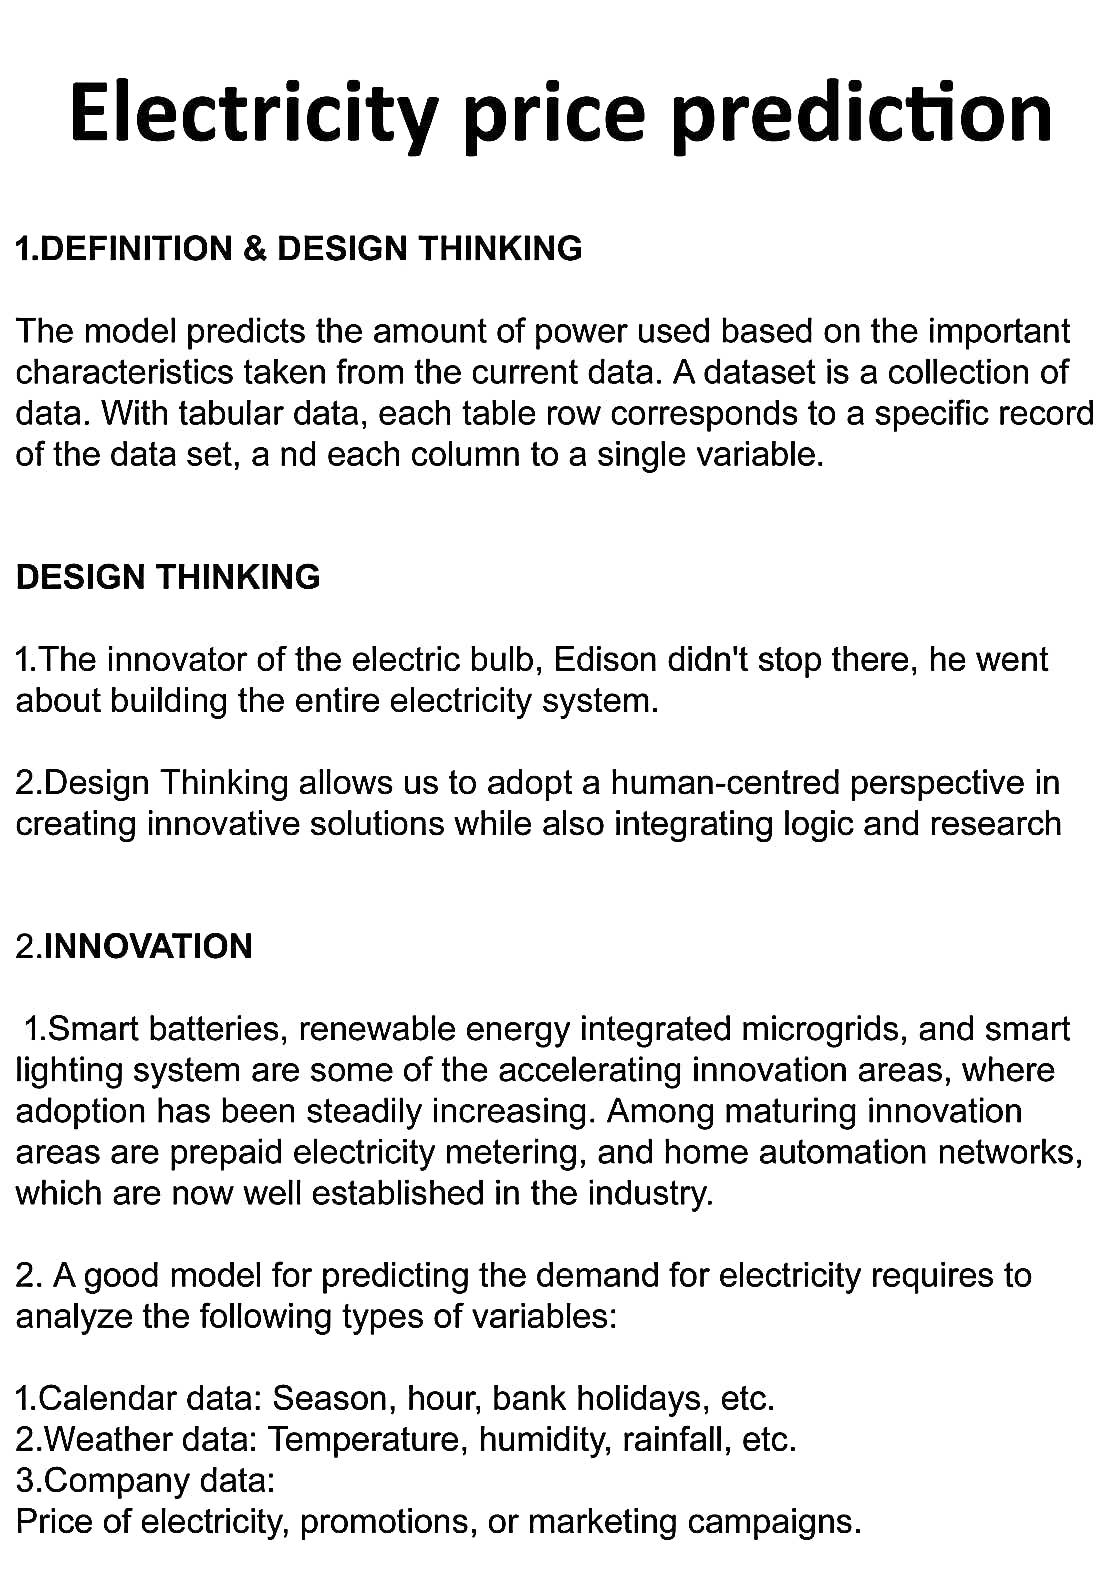 Electricity price prediction
1.DEFINITION & DESIGN THINKING
The model predicts the amount of power used based on the important
characteristics taken from the current data. A dataset is a collection of
data. With tabular data, each table row corresponds to a specific record
of the data set, a nd each column to a single variable.
DESIGN THINKING
1.The innovator of the electric bulb, Edison didn't stop there, he went
about building the entire electricity system.
2.Design Thinking allows us to adopt a human-centred perspective in
creating innovative solutions while also integrating logic and research
2.INNOVATION
1.Smart batteries, renewable energy integrated microgrids, and smart
lighting system are some of the accelerating innovation areas, where
adoption has been steadily increasing. Among maturing innovation
areas are prepaid electricity metering, and home automation networks,
which are now well established in the industry.
2. A good model for predicting the demand for electricity requires to
analyze the following types of variables:
1.Calendar data: Season, hour, bank holidays, etc.
2.Weather data: Temperature, humidity, rainfall, etc.
3.Company data:
Price of electricity, promotions, or marketing campaigns.